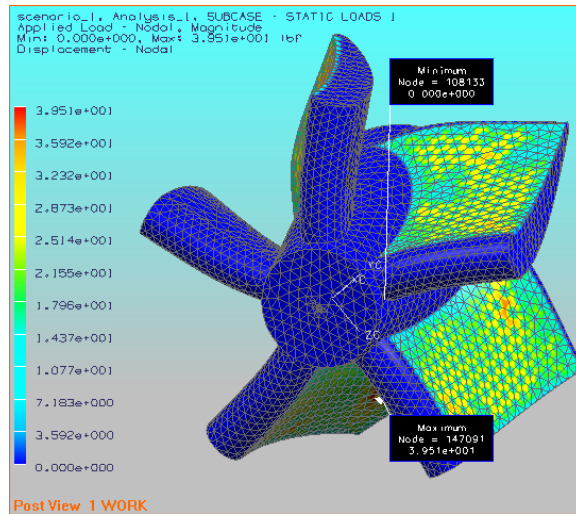 scenario_1, Analysis_1, SUBCASE - STATIC LOADS 1
Applied Load - Nodal, Magnitude
Min: 0.000e+000, Max: 3.951e+001 lbf
Displacement - Nodal
Minimum
Node = 108133
0.000e+000
3.951e+001
3.592e+001
3.232e+001
2.873e+001
2.514e+001
2.155e+001
1.796e+001
1.437e+001
1.077e+001
7.183e+000
3.592e+000
0.000e+000
YC
ZC
Maximum
Node = 147091
3.951e+001
Post View 1 WORK